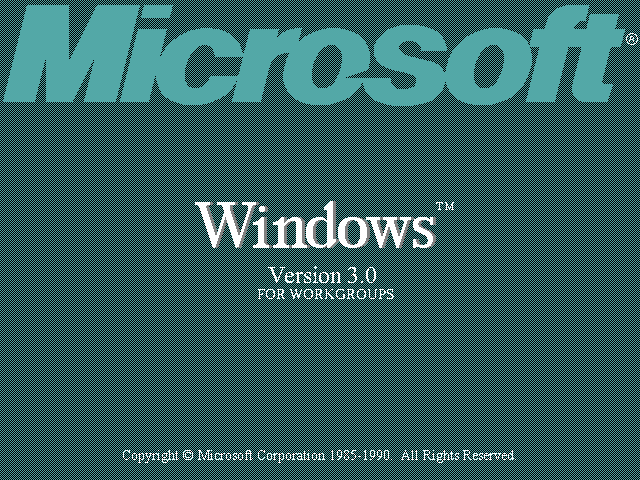 Microsoft®
Windows™
Version 3.0
FOR WORKGROUPS
Copyright © Microsoft Corporation 1985-1990. All Rights Reserved.